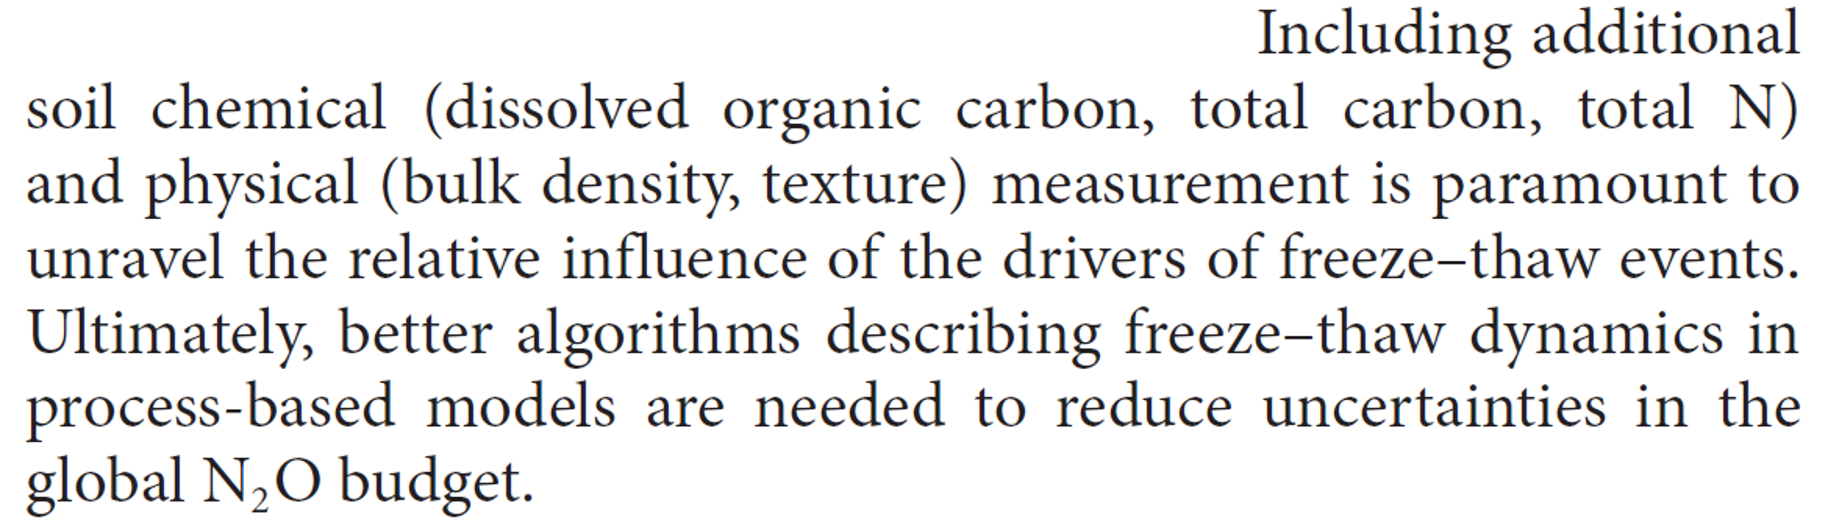 Including additional
soil chemical (dissolved organic carbon, total carbon, total N)
and physical (bulk density, texture) measurement is paramount to
unravel the relative influence of the drivers of freeze–thaw events.
Ultimately, better algorithms describing freeze–thaw dynamics in
process-based models are needed to reduce uncertainties in the
global N₂O budget.